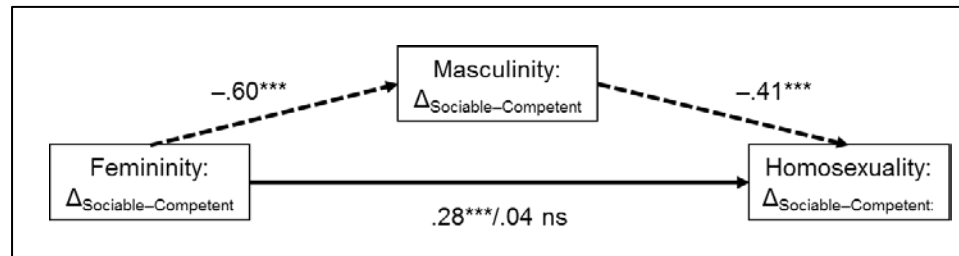 Masculinity:
ΔSociable–Competent
–.60***
–.41***
Femininity:
ΔSociable–Competent
Homosexuality:
ΔSociable–Competent:
.28***/.04 ns